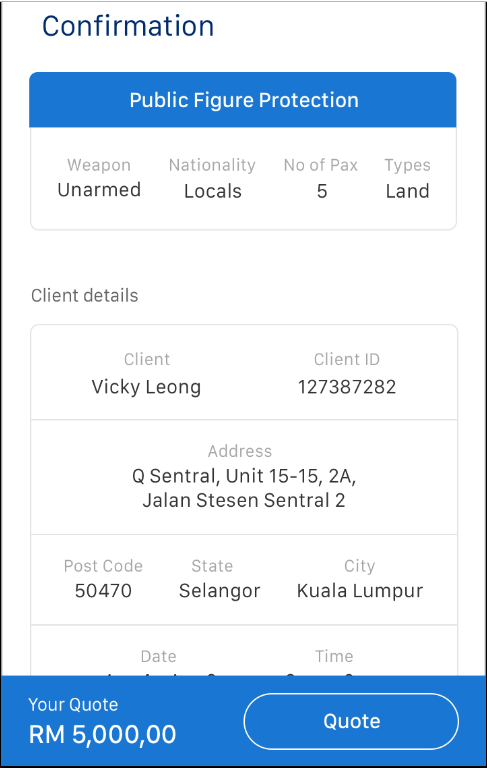 Confirmation
Public Figure Protection
Weapon Nationality No of Pax Types
Unarmed Locals 5 Land
Client details
Client Client ID
Vicky Leong 127387282
Address
Q Sentral, Unit 15-15, 2A,
Jalan Stesen Sentral 2
Post Code State City
50470 Selangor Kuala Lumpur
Date Time
Your Quote
RM 5,000,00
Quote